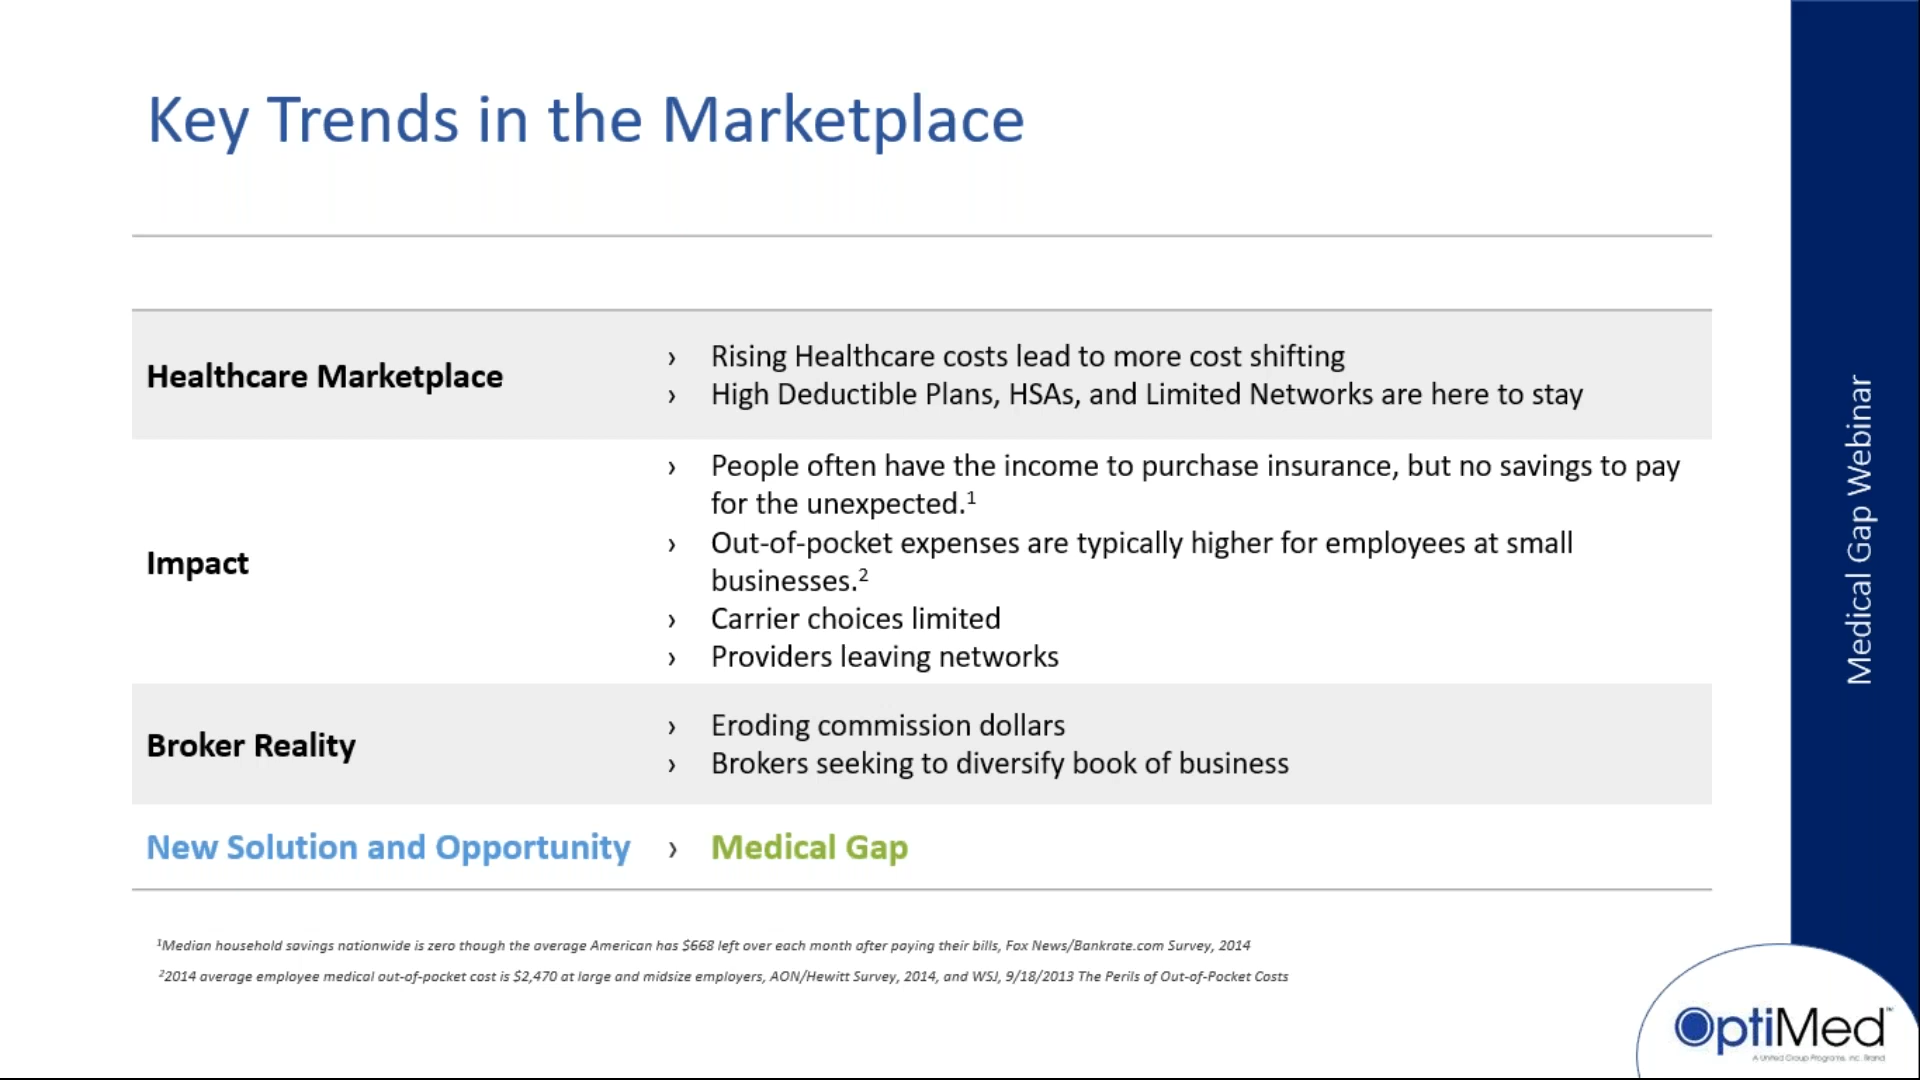 Key Trends in the Marketplace
Healthcare Marketplace
› Rising Healthcare costs lead to more cost shifting
› High Deductible Plans, HSAs, and Limited Networks are here to stay
Impact
› People often have the income to purchase insurance, but no savings to pay
for the unexpected.¹
› Out-of-pocket expenses are typically higher for employees at small
businesses.²
› Carrier choices limited
› Providers leaving networks
Broker Reality
› Eroding commission dollars
› Brokers seeking to diversify book of business
New Solution and Opportunity › Medical Gap
¹Median household savings nationwide is zero though the average American has $668 left over each month after paying their bills, Fox News/Bankrate.com Survey, 2014
²2014 average employee medical out-of-pocket cost is $2,470 at large and midsize employers, AON/Hewitt Survey, 2014, and WSJ, 9/18/2013 The Perils of Out-of-Pocket Costs
Medical Gap Webinar
OptiMed™
A United Group Programs, Inc. Brand